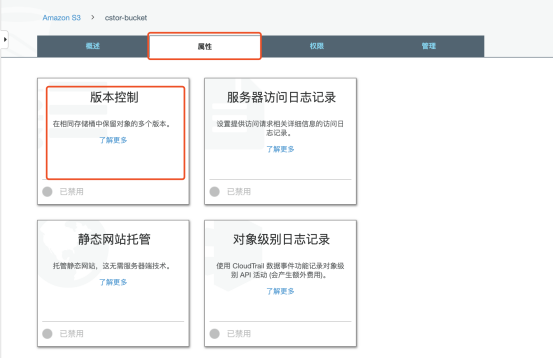 Amazon S3 > cstor-bucket
概述 属性 权限 管理
版本控制
在相同存储桶中保留对象的多个版本。
了解更多
已禁用
服务器访问日志记录
设置提供访问请求相关详细信息的访问日
志记录。
了解更多
已禁用
静态网站托管
托管静态网站，这无需服务器端技术。
了解更多
已禁用
对象级别日志记录
使用 CloudTrail 数据事件功能记录对象级
别 API 活动 (会产生额外费用)。
了解更多
已禁用